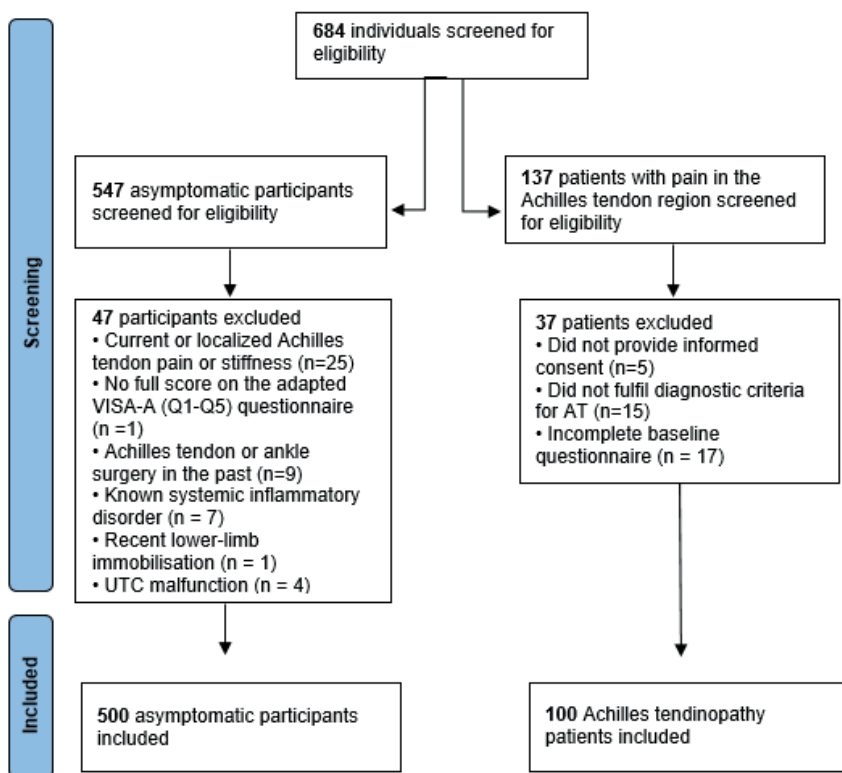 684 individuals screened for
eligibility
547 asymptomatic participants
screened for eligibility
137 patients with pain in the
Achilles tendon region screened
for eligibility
Screening
47 participants excluded
• Current or localized Achilles
tendon pain or stiffness (n=25)
• No full score on the adapted
VISA-A (Q1-Q5) questionnaire
(n =1)
• Achilles tendon or ankle
surgery in the past (n=9)
• Known systemic inflammatory
disorder (n = 7)
• Recent lower-limb
immobilisation (n = 1)
• UTC malfunction (n = 4)
37 patients excluded
• Did not provide informed
consent (n=5)
• Did not fulfil diagnostic criteria
for AT (n=15)
• Incomplete baseline
questionnaire (n = 17)
Included
500 asymptomatic participants
included
100 Achilles tendinopathy
patients included